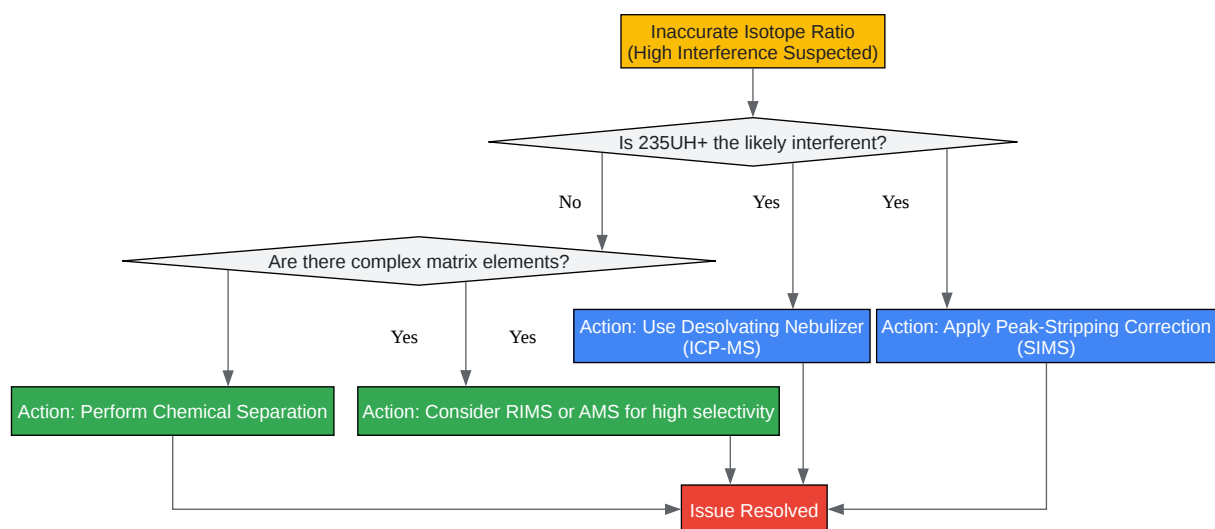 Inaccurate Isotope Ratio
(High Interference Suspected)
Is 235UH+ the likely interferent?
No
Yes
Yes
Are there complex matrix elements?
Action: Use Desolvating Nebulizer
(ICP-MS)
Action: Apply Peak-Stripping Correction
(SIMS)
Yes
Yes
Action: Perform Chemical Separation
Action: Consider RIMS or AMS for high selectivity
Issue Resolved